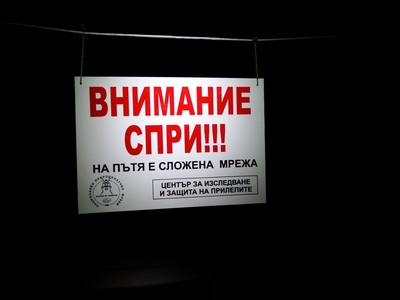 ВНИМАНИЕ
СПРИ!!!
НА ПЪТЯ Е СЛОЖЕНА МРЕЖА
ЦЕНТЪР ЗА ИЗСЛЕДВАНЕ
И ЗАЩИТА НА ПРИЛЕПИТЕ